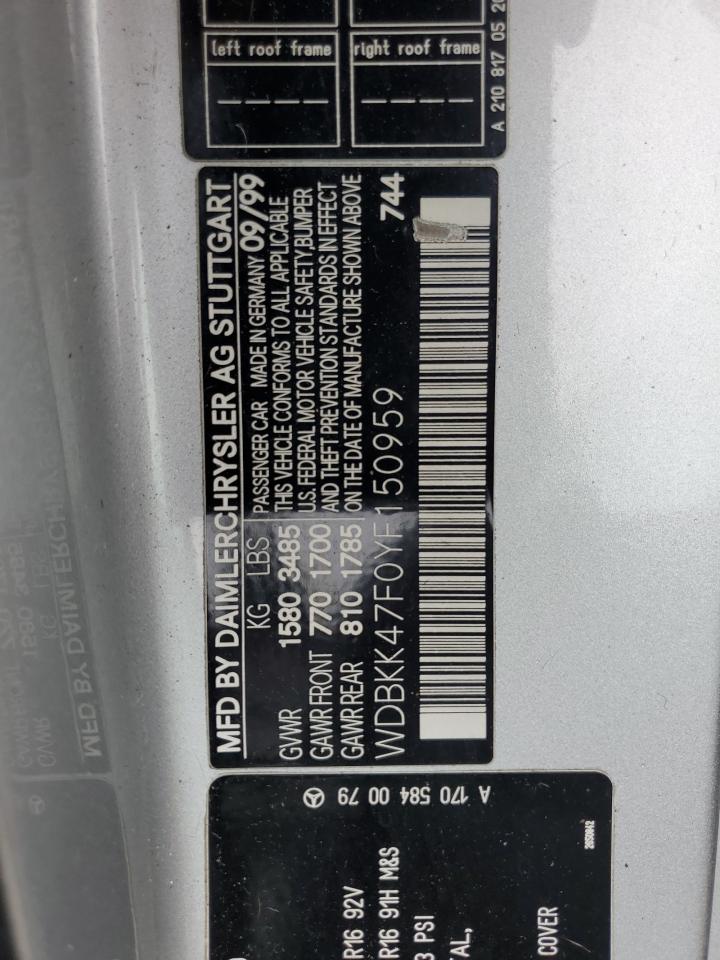 left roof frame
right roof frame
A 210 817 05 20
MFD BY DAIMLERCHRYSLER AG STUTTGART
KG LBS
GVWR 1580 3485
GAWR FRONT 770 1700
GAWR REAR 810 1785
PASSENGER CAR MADE IN GERMANY 09/99
THIS VEHICLE CONFORMS TO ALL APPLICABLE
U.S. FEDERAL MOTOR VEHICLE SAFETY,BUMPER
AND THEFT PREVENTION STANDARDS IN EFFECT
ON THE DATE OF MANUFACTURE SHOWN ABOVE
WDBKK47F0YF150959 744
A 170 584 00 79
R16 92V
R16 91H M&S
3 PSI
COVER